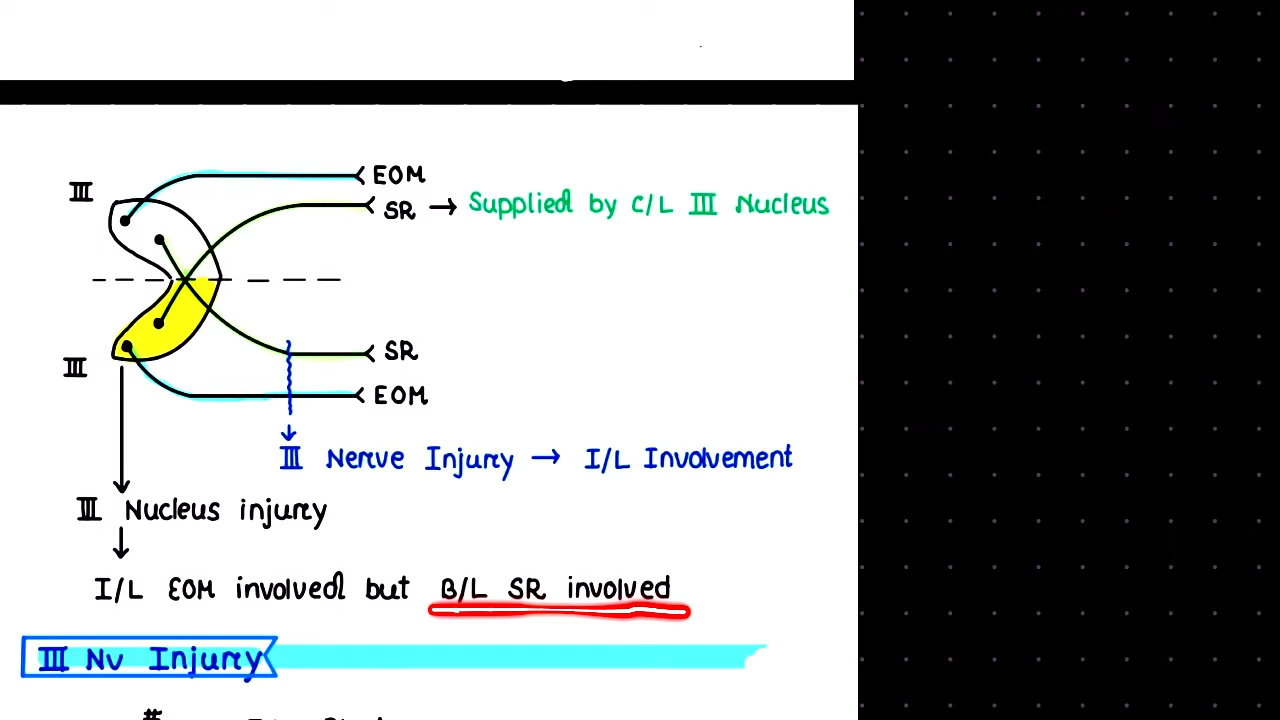 III
EOM
SR → Supplied by C/L III Nucleus
SR
III
EOM
III Nerve Injury → I/L Involvement
III Nucleus injury
I/L EOM involved but B/L SR involved
III Nv Injury
#